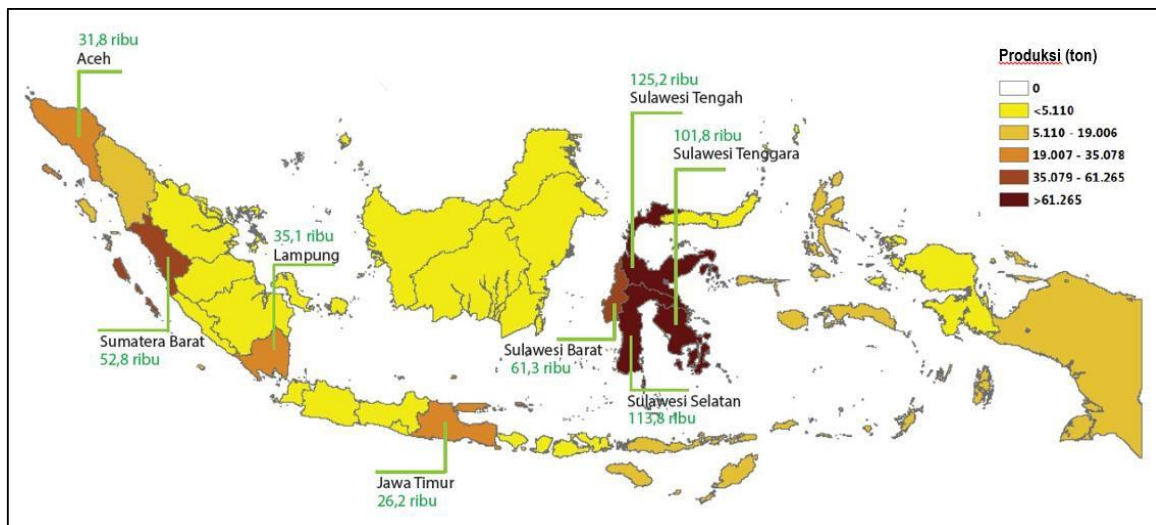 31,8 ribu
Aceh
125,2 ribu
Sulawesi Tengah
101,8 ribu
Sulawesi Tenggara
Produksi (ton)
0
<5.110
5.110 - 19.006
19.007 - 35.078
35.079 - 61.265
>61.265
35,1 ribu
Lampung
Sumatera Barat
52,8 ribu
Sulawesi Barat
61,3 ribu
Sulawesi Selatan
113,8 ribu
Jawa Timur
26,2 ribu